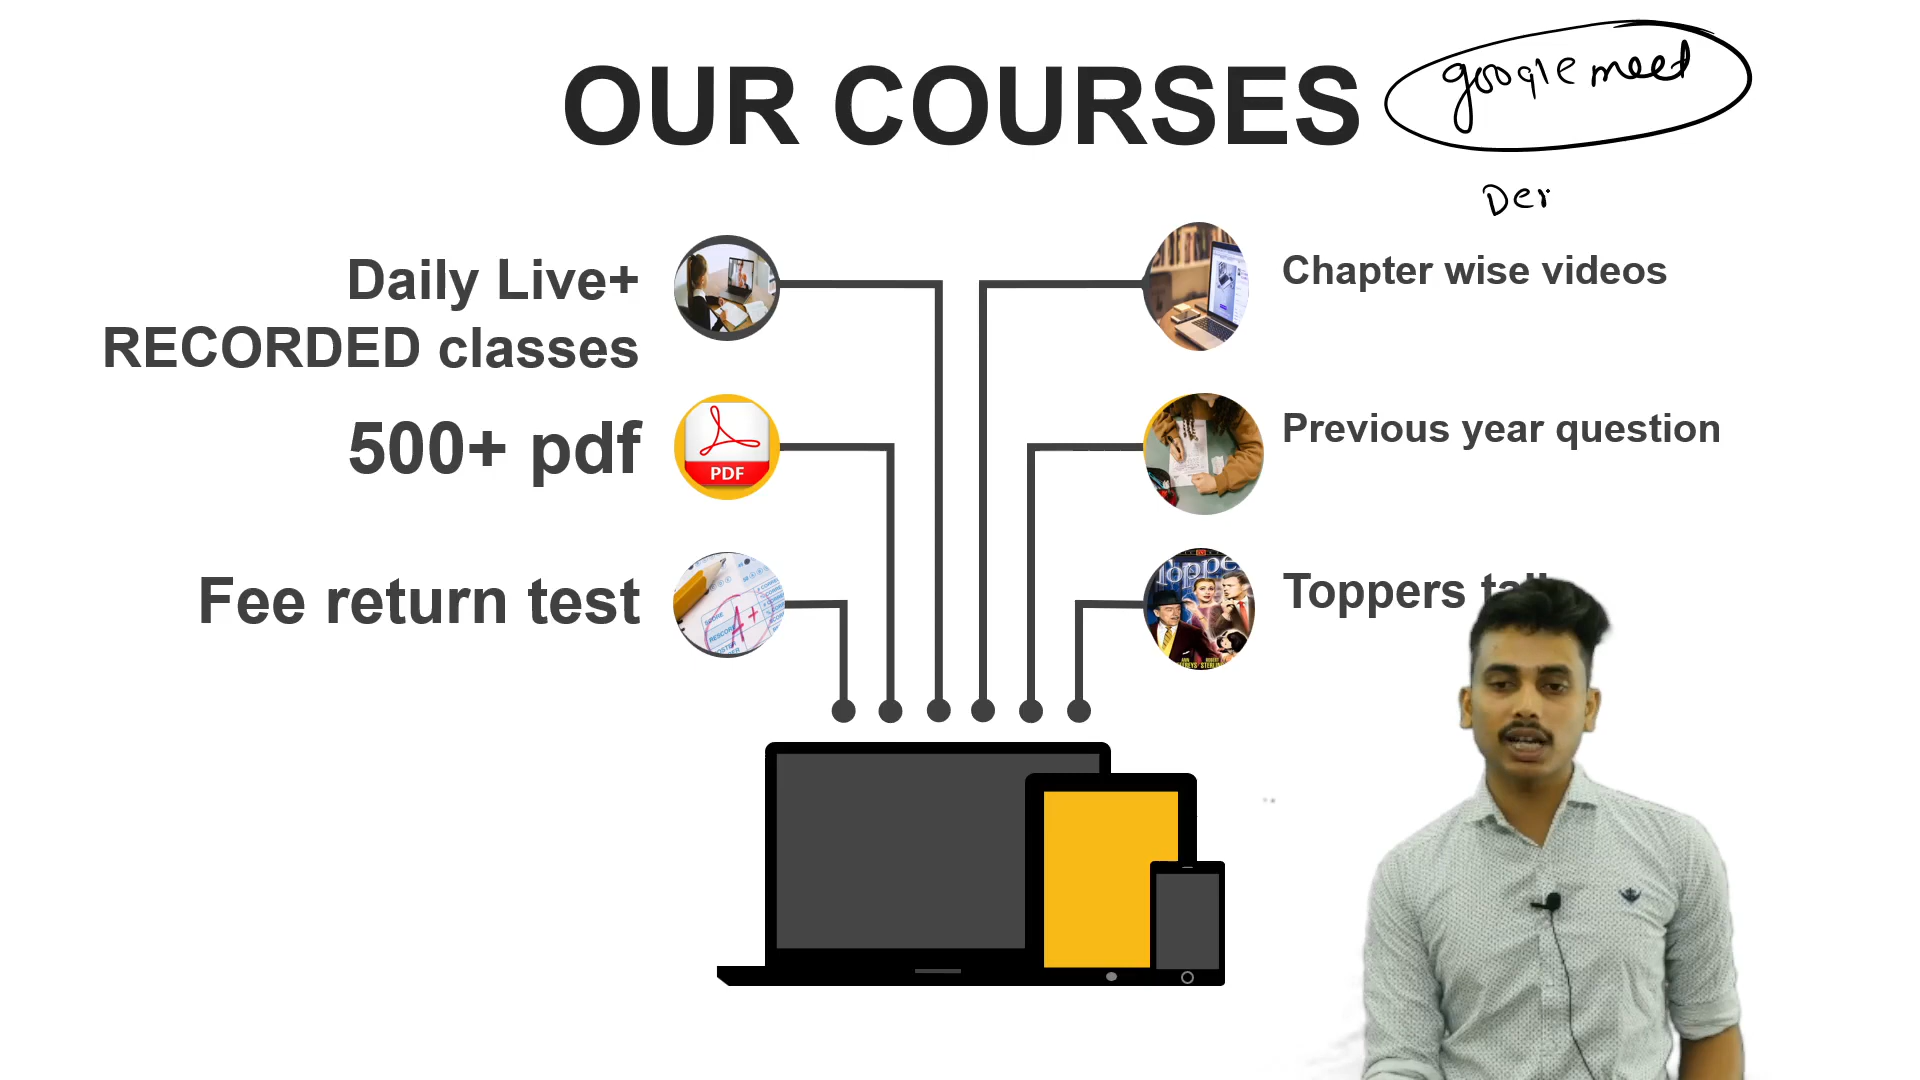 OUR COURSES
google meet
Der
Daily Live+
RECORDED classes
500+ pdf
PDF
Fee return test
A+
Chapter wise videos
Previous year question
Toppers